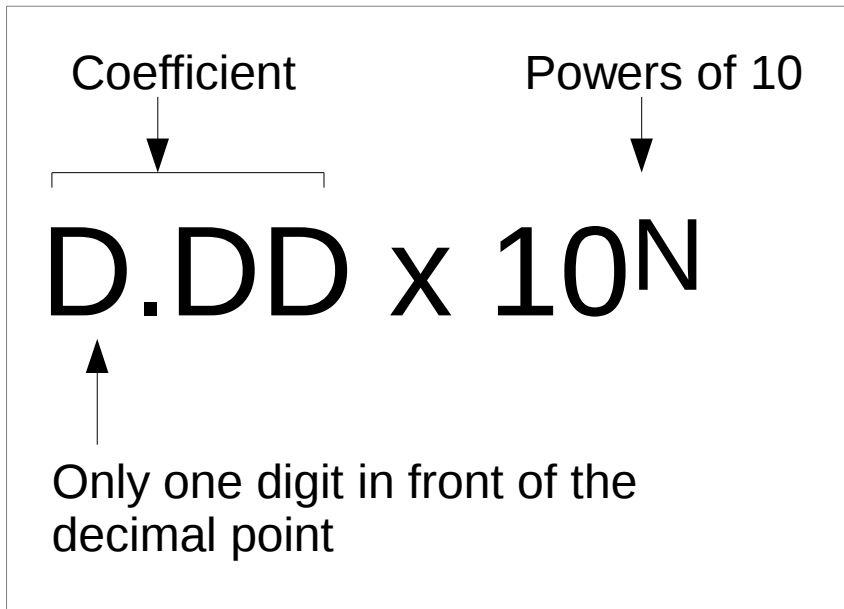 Coefficient Powers of 10
D.DD x 10ᴺ
Only one digit in front of the
decimal point